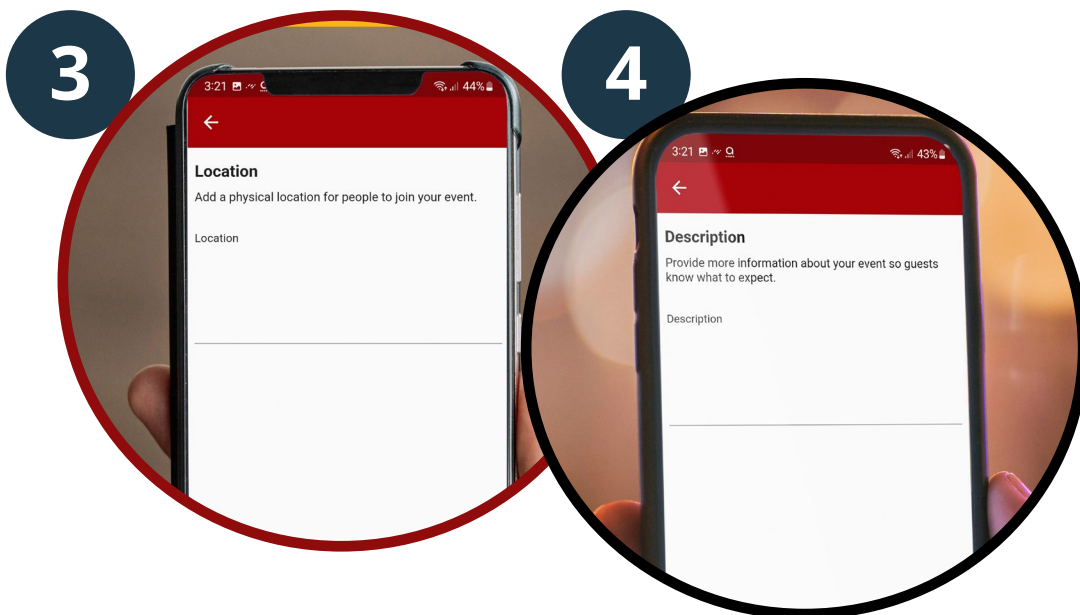 3
3:21
44%
Location
Add a physical location for people to join your event.
Location
4
3:21
43%
Description
Provide more information about your event so guests
know what to expect.
Description